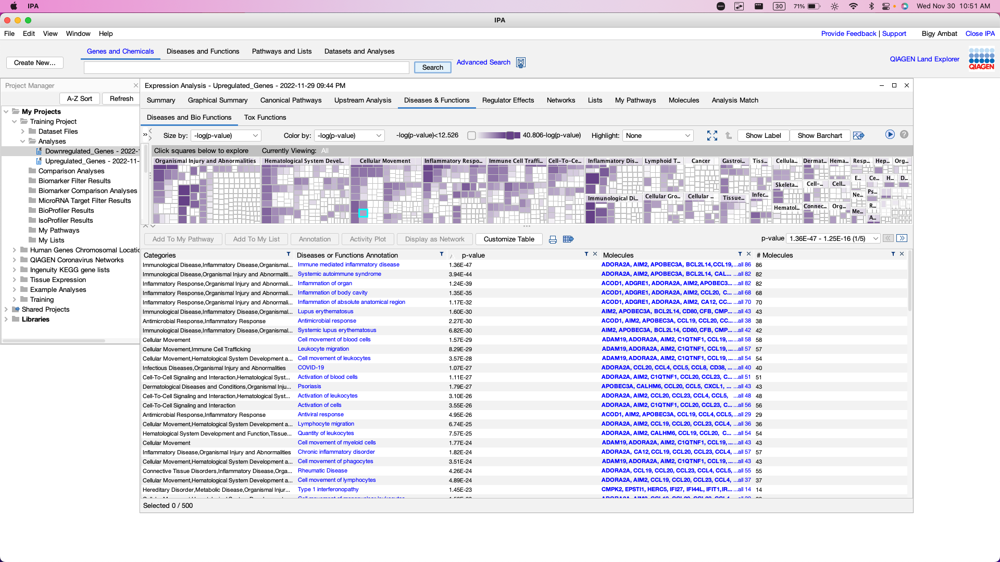 IPA
30 71% Wed Nov 30 10:51 AM
IPA
File Edit View Window Help
Provide Feedback | Support Bigy Ambat Close IPA
Genes and Chemicals Diseases and Functions Pathways and Lists Datasets and Analyses
Create New...
Search
Advanced Search
QIAGEN Land Explorer
QIAGEN
Project Manager
A-Z Sort Refresh
My Projects
Training Project
Dataset Files
Analyses
Downregulated_Genes - 2022-1
Upregulated_Genes - 2022-11-
Comparison Analyses
Biomarker Filter Results
Biomarker Comparison Analyses
MicroRNA Target Filter Results
BioProfiler Results
IsoProfiler Results
My Pathways
My Lists
Human Genes Chromosomal Locatio
QIAGEN Coronavirus Networks
Ingenuity KEGG gene lists
Tissue Expression
Example Analyses
Training
Shared Projects
Libraries
Expression Analysis - Upregulated_Genes - 2022-11-29 09:44 PM
Summary Graphical Summary Canonical Pathways Upstream Analysis Diseases & Functions Regulator Effects Networks Lists My Pathways Molecules Analysis Match
Diseases and Bio Functions Tox Functions
Size by: -log(p-value) Color by: -log(p-value) -log(p-value)<12.526 40.806-log(p-value) Highlight: None Show Label Show Barchart
Click squares below to explore Currently Viewing: All
Organismal Injury and Abnormalities Hematological System Devel... Cellular Movement Inflammatory Respo... Immune Cell Traffi... Cell-To-Ce... Inflammatory Dis... Lymphoid T... Cancer Gastroi... Tiss... Cellula... Dermat... Hema... Resp... Hep... Org...
E... Ce... H... D...
Skeleta... Cell-... Cell...
Immunological Di... Cellular Gro... Cellular ... Tissue... Infec... Ne... Ps...
Hematol... Connec... Org... Me... R...
A...
Add To My Pathway Add To My List Annotation Activity Plot Display as Network Customize Table p-value 1.36E-47 - 1.25E-16 (1/5)
Categories Diseases or Functions Annotation p-value Molecules # Molecules
Immunological Disease,Inflammatory Disease,Organismal... Immune mediated inflammatory disease 1.36E-47 ADORA2A, AIM2, APOBEC3A, BCL2L14,CCL19,...all 86 86
Immunological Disease,Organismal Injury and Abnormaliti... Systemic autoimmune syndrome 3.94E-44 ADORA2A, AIM2, APOBEC3A, BCL2L14, CAL... ...all 82 82
Inflammatory Response,Organismal Injury and Abnormali... Inflammation of organ 1.24E-39 ACOD1, ADGRE1, ADORA2A, AIM2,APOBEC3... ...all 82 82
Inflammatory Response,Organismal Injury and Abnormali... Inflammation of body cavity 1.35E-35 ACOD1, ADGRE1, ADORA2A, AIM2, CCL20, C... ...all 68 68
Inflammatory Response,Organismal Injury and Abnormali... Inflammation of absolute anatomical region 1.17E-32 ACOD1, ADGRE1, ADORA2A, AIM2, CA12, CC... ...all 70 70
Immunological Disease,Inflammatory Disease,Organismal... Lupus erythematosus 1.60E-30 AIM2, APOBEC3A, BCL2L14, CD80,CFB, CMP... ...all 43 43
Antimicrobial Response,Inflammatory Response Antimicrobial response 2.27E-30 ACOD1, AIM2, APOBEC3A, CCL19, CCL20, CC... ...all 38 38
Immunological Disease,Inflammatory Disease,Organismal... Systemic lupus erythematosus 6.82E-30 AIM2, APOBEC3A, BCL2L14, CD80,CFB, CMP... ...all 42 42
Cellular Movement Cell movement of blood cells 1.57E-29 ADAM19, ADORA2A, AIM2, C1QTNF1, CCL19, ......all 58 58
Cellular Movement,Immune Cell Trafficking Leukocyte migration 8.29E-29 ADAM19, ADORA2A, AIM2, C1QTNF1, CCL19, ......all 57 57
Cellular Movement,Hematological System Development a... Cell movement of leukocytes 3.57E-28 ADAM19, ADORA2A, AIM2, C1QTNF1, CCL19, ......all 54 54
Infectious Diseases,Organismal Injury and Abnormalities COVID-19 1.07E-27 ADORA2A, CCL20, CCL4, CCL5, CCL8, CD38, ... ...all 40 40
Cell-To-Cell Signaling and Interaction,Hematological Syst... Activation of blood cells 1.11E-27 ADORA2A, AIM2, C1QTNF1, CCL20, CCL23, C... ...all 51 51
Dermatological Diseases and Conditions,Organismal Inju... Psoriasis 1.79E-27 APOBEC3A, CALHM6, CCL20, CCL5, CXCL1, ... ...all 43 43
Cell-To-Cell Signaling and Interaction,Hematological Syst... Activation of leukocytes 3.10E-26 ADORA2A, AIM2, CCL20, CCL23, CCL4, CCL5, ...all 48 48
Cell-To-Cell Signaling and Interaction Activation of cells 3.55E-26 ADORA2A, AIM2, C1QTNF1, CCL20, CCL23, C... ...all 56 56
Antimicrobial Response,Inflammatory Response Antiviral response 4.95E-26 ACOD1, AIM2, APOBEC3A, CCL19, CCL4, CCL5,...all 29 29
Cellular Movement,Hematological System Development a... Lymphocyte migration 6.74E-25 ADORA2A, AIM2, CCL19, CCL20, CCL23, CCL4, ...all 36 36
Hematological System Development and Function,Tissue... Quantity of leukocytes 7.57E-25 ADORA2A, AIM2, CALHM6, CCL19, CCL20, C... ...all 54 54
Cellular Movement Cell movement of myeloid cells 1.77E-24 ADAM19, ADORA2A, AIM2, C1QTNF1, CCL19, ......all 43 43
Inflammatory Disease,Organismal Injury and Abnormalities Chronic inflammatory disorder 1.82E-24 ADORA2A, CA12, CCL19, CCL20, CCL23, CCL4, ...all 57 57
Cellular Movement,Hematological System Development a... Cell movement of phagocytes 3.51E-24 ADAM19, ADORA2A, AIM2, C1QTNF1, CCL19, ......all 43 43
Connective Tissue Disorders,Inflammatory Disease,Orga... Rheumatic Disease 4.26E-24 ADORA2A, CCL19, CCL20, CCL23, CCL4, CCL5, ...all 55 55
Cellular Movement,Hematological System Development a... Cell movement of lymphocytes 4.89E-24 ADORA2A, AIM2, CCL19, CCL20, CCL23, CCL4, ...all 37 37
Hereditary Disorder,Metabolic Disease,Organismal Injur... Type 1 interferonopathy 1.45E-23 CMPK2, EPSTI1, HERC5, IFI27, IFI44L, IFIT1,IR... ...all 14 14
Selected 0 / 500